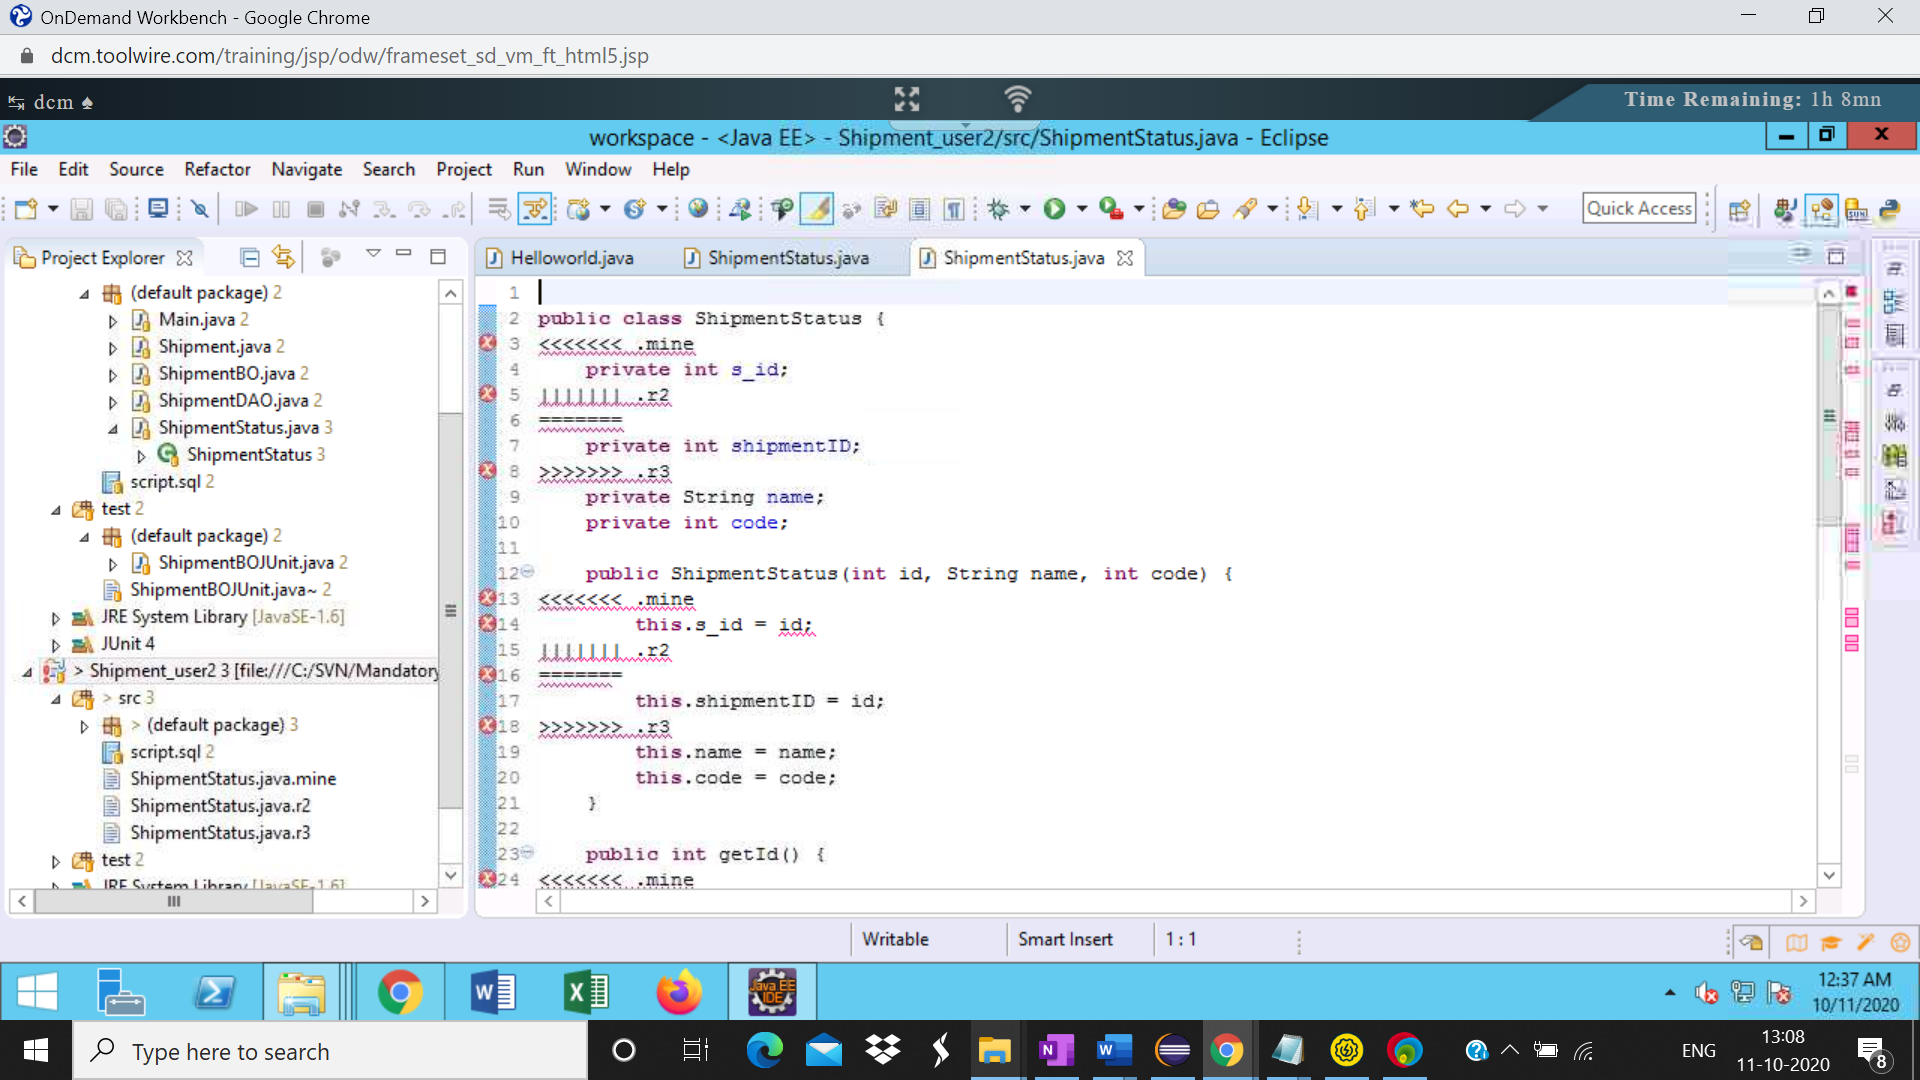 OnDemand Workbench - Google Chrome
dcm.toolwire.com/training/jsp/odw/frameset_sd_vm_ft_html5.jsp
dcm ♠
Time Remaining: 1h 8mn
workspace - <Java EE> - Shipment_user2/src/ShipmentStatus.java - Eclipse
File Edit Source Refactor Navigate Search Project Run Window Help
Quick Access
Project Explorer
(default package) 2
Main.java 2
Shipment.java 2
ShipmentBO.java 2
ShipmentDAO.java 2
ShipmentStatus.java 3
ShipmentStatus 3
script.sql 2
test 2
(default package) 2
ShipmentBOJUnit.java 2
ShipmentBOJUnit.java~ 2
JRE System Library [JavaSE-1.6]
JUnit 4
> Shipment_user2 3 [file:///C:/SVN/Mandatory
> src 3
> (default package) 3
script.sql 2
ShipmentStatus.java.mine
ShipmentStatus.java.r2
ShipmentStatus.java.r3
test 2
JRE System Library [JavaSE-1.6]
Helloworld.java ShipmentStatus.java ShipmentStatus.java
1
2 public class ShipmentStatus {
3 <<<<<<< .mine
4 private int s_id;
5 ||||||| .r2
6 =======
7 private int shipmentID;
8 >>>>>>> .r3
9 private String name;
10 private int code;
11
12 public ShipmentStatus(int id, String name, int code) {
13 <<<<<<< .mine
14 this.s_id = id;
15 ||||||| .r2
16 =======
17 this.shipmentID = id;
18 >>>>>>> .r3
19 this.name = name;
20 this.code = code;
21 }
22
23 public int getId() {
24 <<<<<<< .mine
Writable Smart Insert 1 : 1
12:37 AM
10/11/2020
Type here to search
ENG
13:08
11-10-2020
8